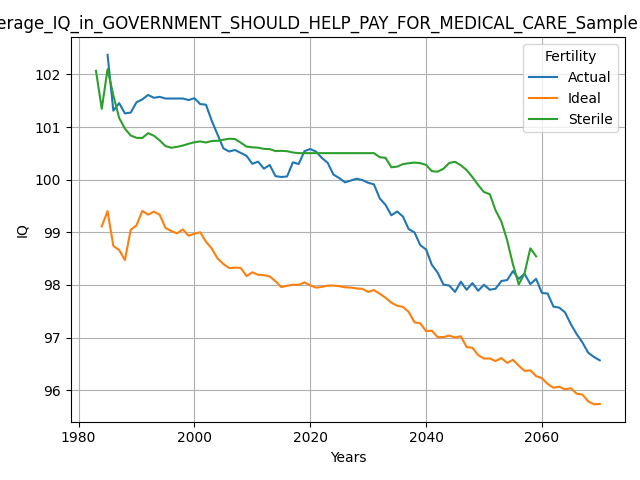 erage_IQ_in_GOVERNMENT_SHOULD_HELP_PAY_FOR_MEDICAL_CARE_Sample
Fertility
Actual
Ideal
Sterile
102
101
100
99
98
97
96
IQ
1980 2000 2020 2040 2060
Years